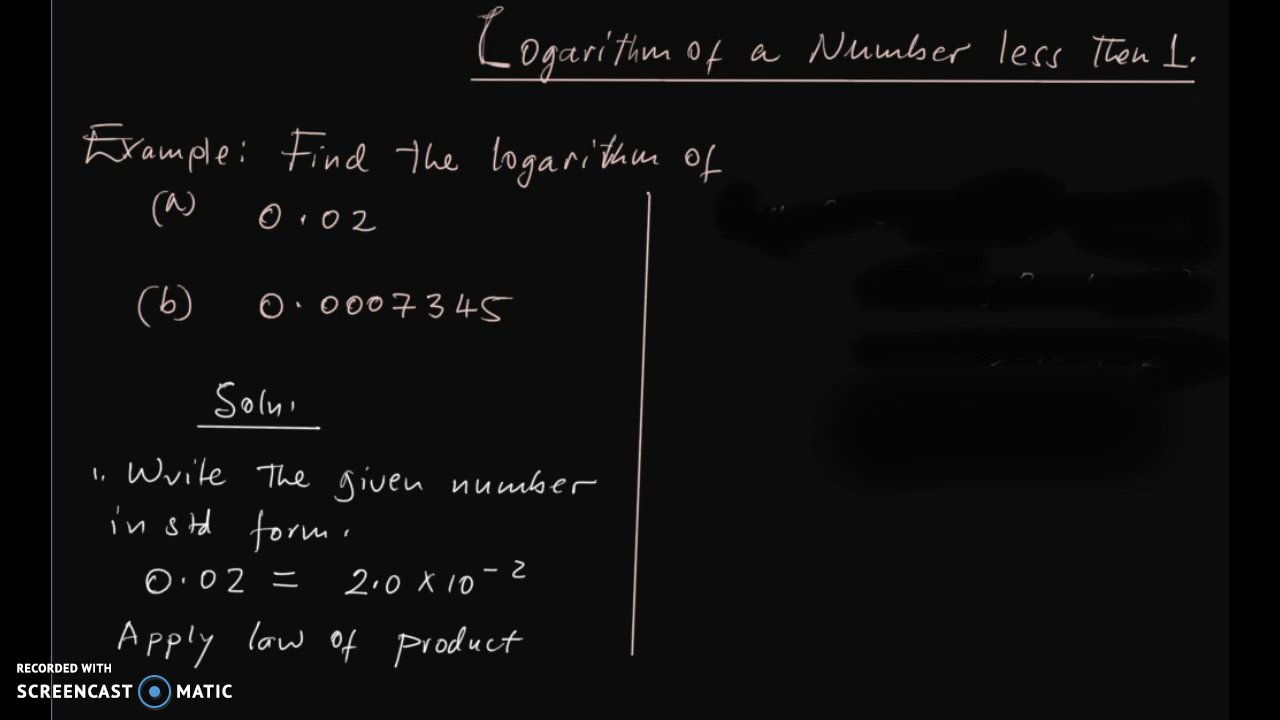 Logarithm of a Number less Then 1.
Example: Find the logarithm of
(a) 0.02
(b) 0.0007345
Soln.
1. Write The given number
in std form.
0.02 = 2.0 x 10⁻²
Apply law of product
RECORDED WITH
SCREENCAST MATIC